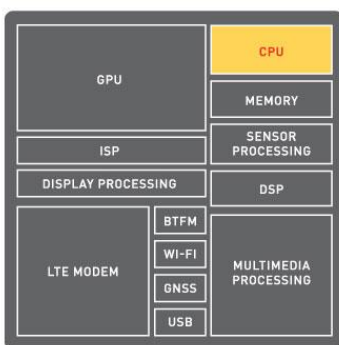 GPU
CPU
MEMORY
ISP
SENSOR
PROCESSING
DISPLAY PROCESSING
DSP
LTE MODEM
BTFM
WI-FI
GNSS
USB
MULTIMEDIA
PROCESSING